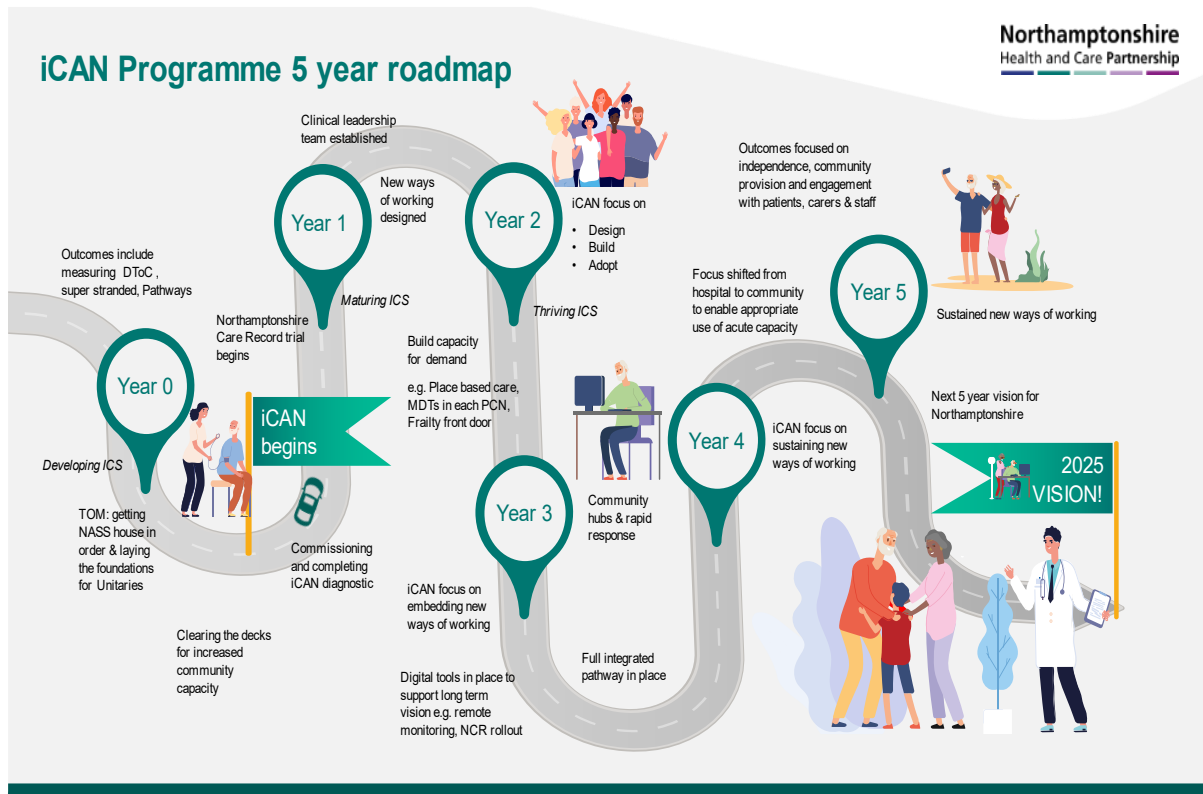 Northamptonshire
Health and Care Partnership
iCAN Programme 5 year roadmap
Outcomes include
measuring DToC ,
super stranded, Pathways
Year 0
Developing ICS
TOM: getting
NASS house in
order & laying
the foundations
for Unitaries
Clearing the decks
for increased
community
capacity
Northamptonshire
Care Record trial
begins
iCAN
begins
Commissioning
and completing
iCAN diagnostic
Clinical leadership
team established
Year 1
Maturing ICS
New ways
of working
designed
Year 2
Thriving ICS
iCAN focus on
• Design
• Build
• Adopt
Build capacity
for demand
e.g. Place based care,
MDTs in each PCN,
Frailty front door
Year 3
Community
hubs & rapid
response
iCAN focus on
embedding new
ways of working
Digital tools in place to
support long term
vision e.g. remote
monitoring, NCR rollout
Full integrated
pathway in place
Year 4
iCAN focus on
sustaining new
ways of working
Focus shifted from
hospital to community
to enable appropriate
use of acute capacity
Outcomes focused on
independence, community
provision and engagement
with patients, carers & staff
Year 5
Sustained new ways of working
Next 5 year vision for
Northamptonshire
2025
VISION!